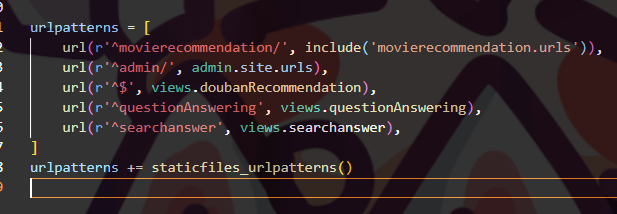 urlpatterns = [
    url(r'^movierecommendation/', include('movierecommendation.urls')),
    url(r'^admin/', admin.site.urls),
    url(r'^$', views.doubanRecommendation),
    url(r'^questionAnswering', views.questionAnswering),
    url(r'^searchanswer', views.searchanswer),
]
urlpatterns += staticfiles_urlpatterns()